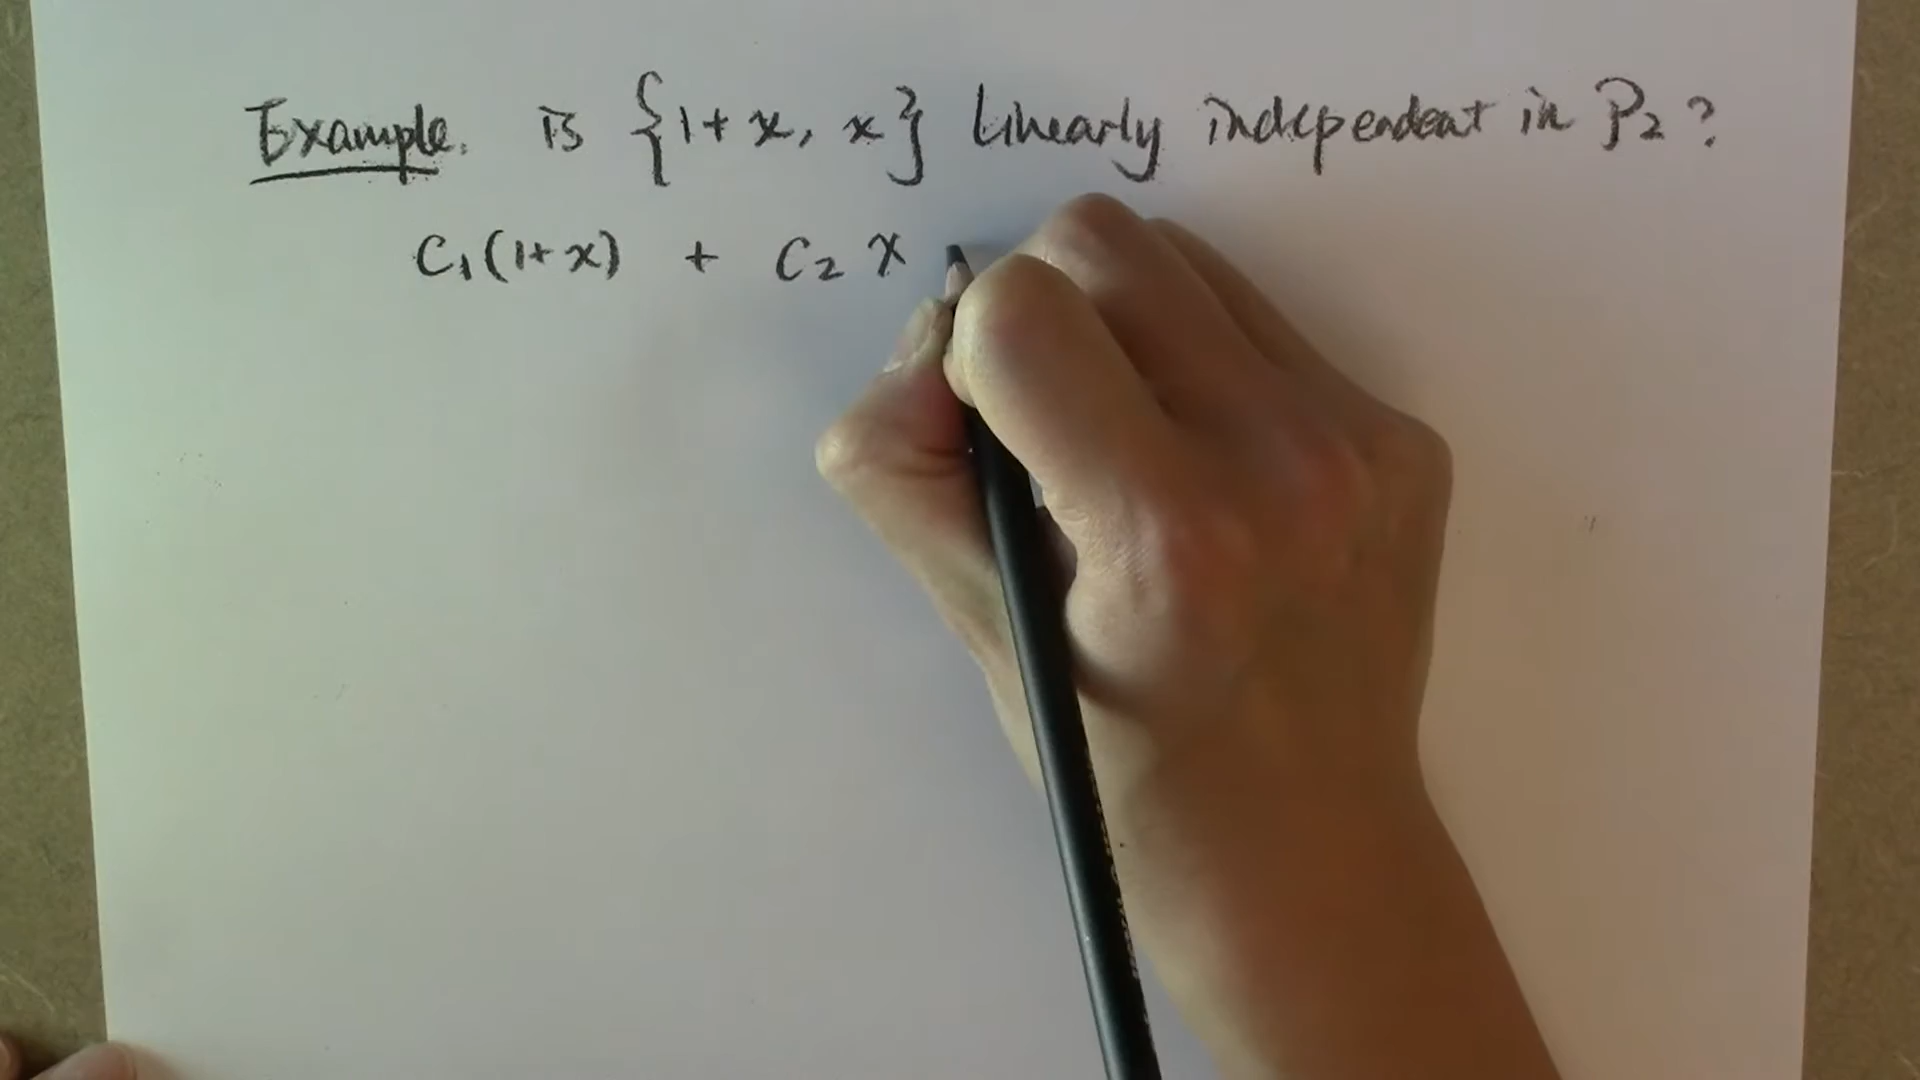 Example. is {1+x, x} Linearly independent in P₂?
C₁(1+x) + C₂ x